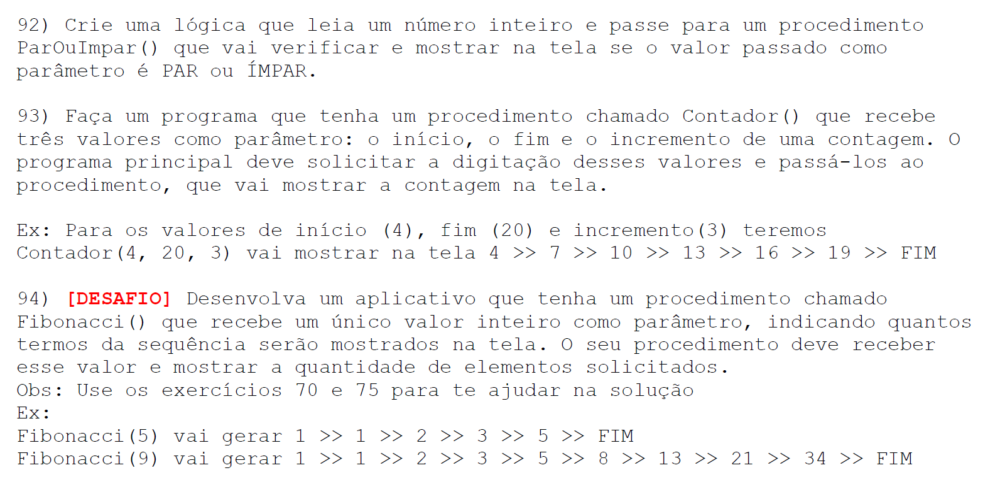 92) Crie uma lógica que leia um número inteiro e passe para um procedimento
ParOuImpar() que vai verificar e mostrar na tela se o valor passado como
parâmetro é PAR ou ÍMPAR.
93) Faça um programa que tenha um procedimento chamado Contador() que recebe
três valores como parâmetro: o início, o fim e o incremento de uma contagem. O
programa principal deve solicitar a digitação desses valores e passá-los ao
procedimento, que vai mostrar a contagem na tela.
Ex: Para os valores de início (4), fim (20) e incremento(3) teremos
Contador(4, 20, 3) vai mostrar na tela 4 >> 7 >> 10 >> 13 >> 16 >> 19 >> FIM
94) [DESAFIO] Desenvolva um aplicativo que tenha um procedimento chamado
Fibonacci() que recebe um único valor inteiro como parâmetro, indicando quantos
termos da sequência serão mostrados na tela. O seu procedimento deve receber
esse valor e mostrar a quantidade de elementos solicitados.
Obs: Use os exercícios 70 e 75 para te ajudar na solução
Ex:
Fibonacci(5) vai gerar 1 >> 1 >> 2 >> 3 >> 5 >> FIM
Fibonacci(9) vai gerar 1 >> 1 >> 2 >> 3 >> 5 >> 8 >> 13 >> 21 >> 34 >> FIM